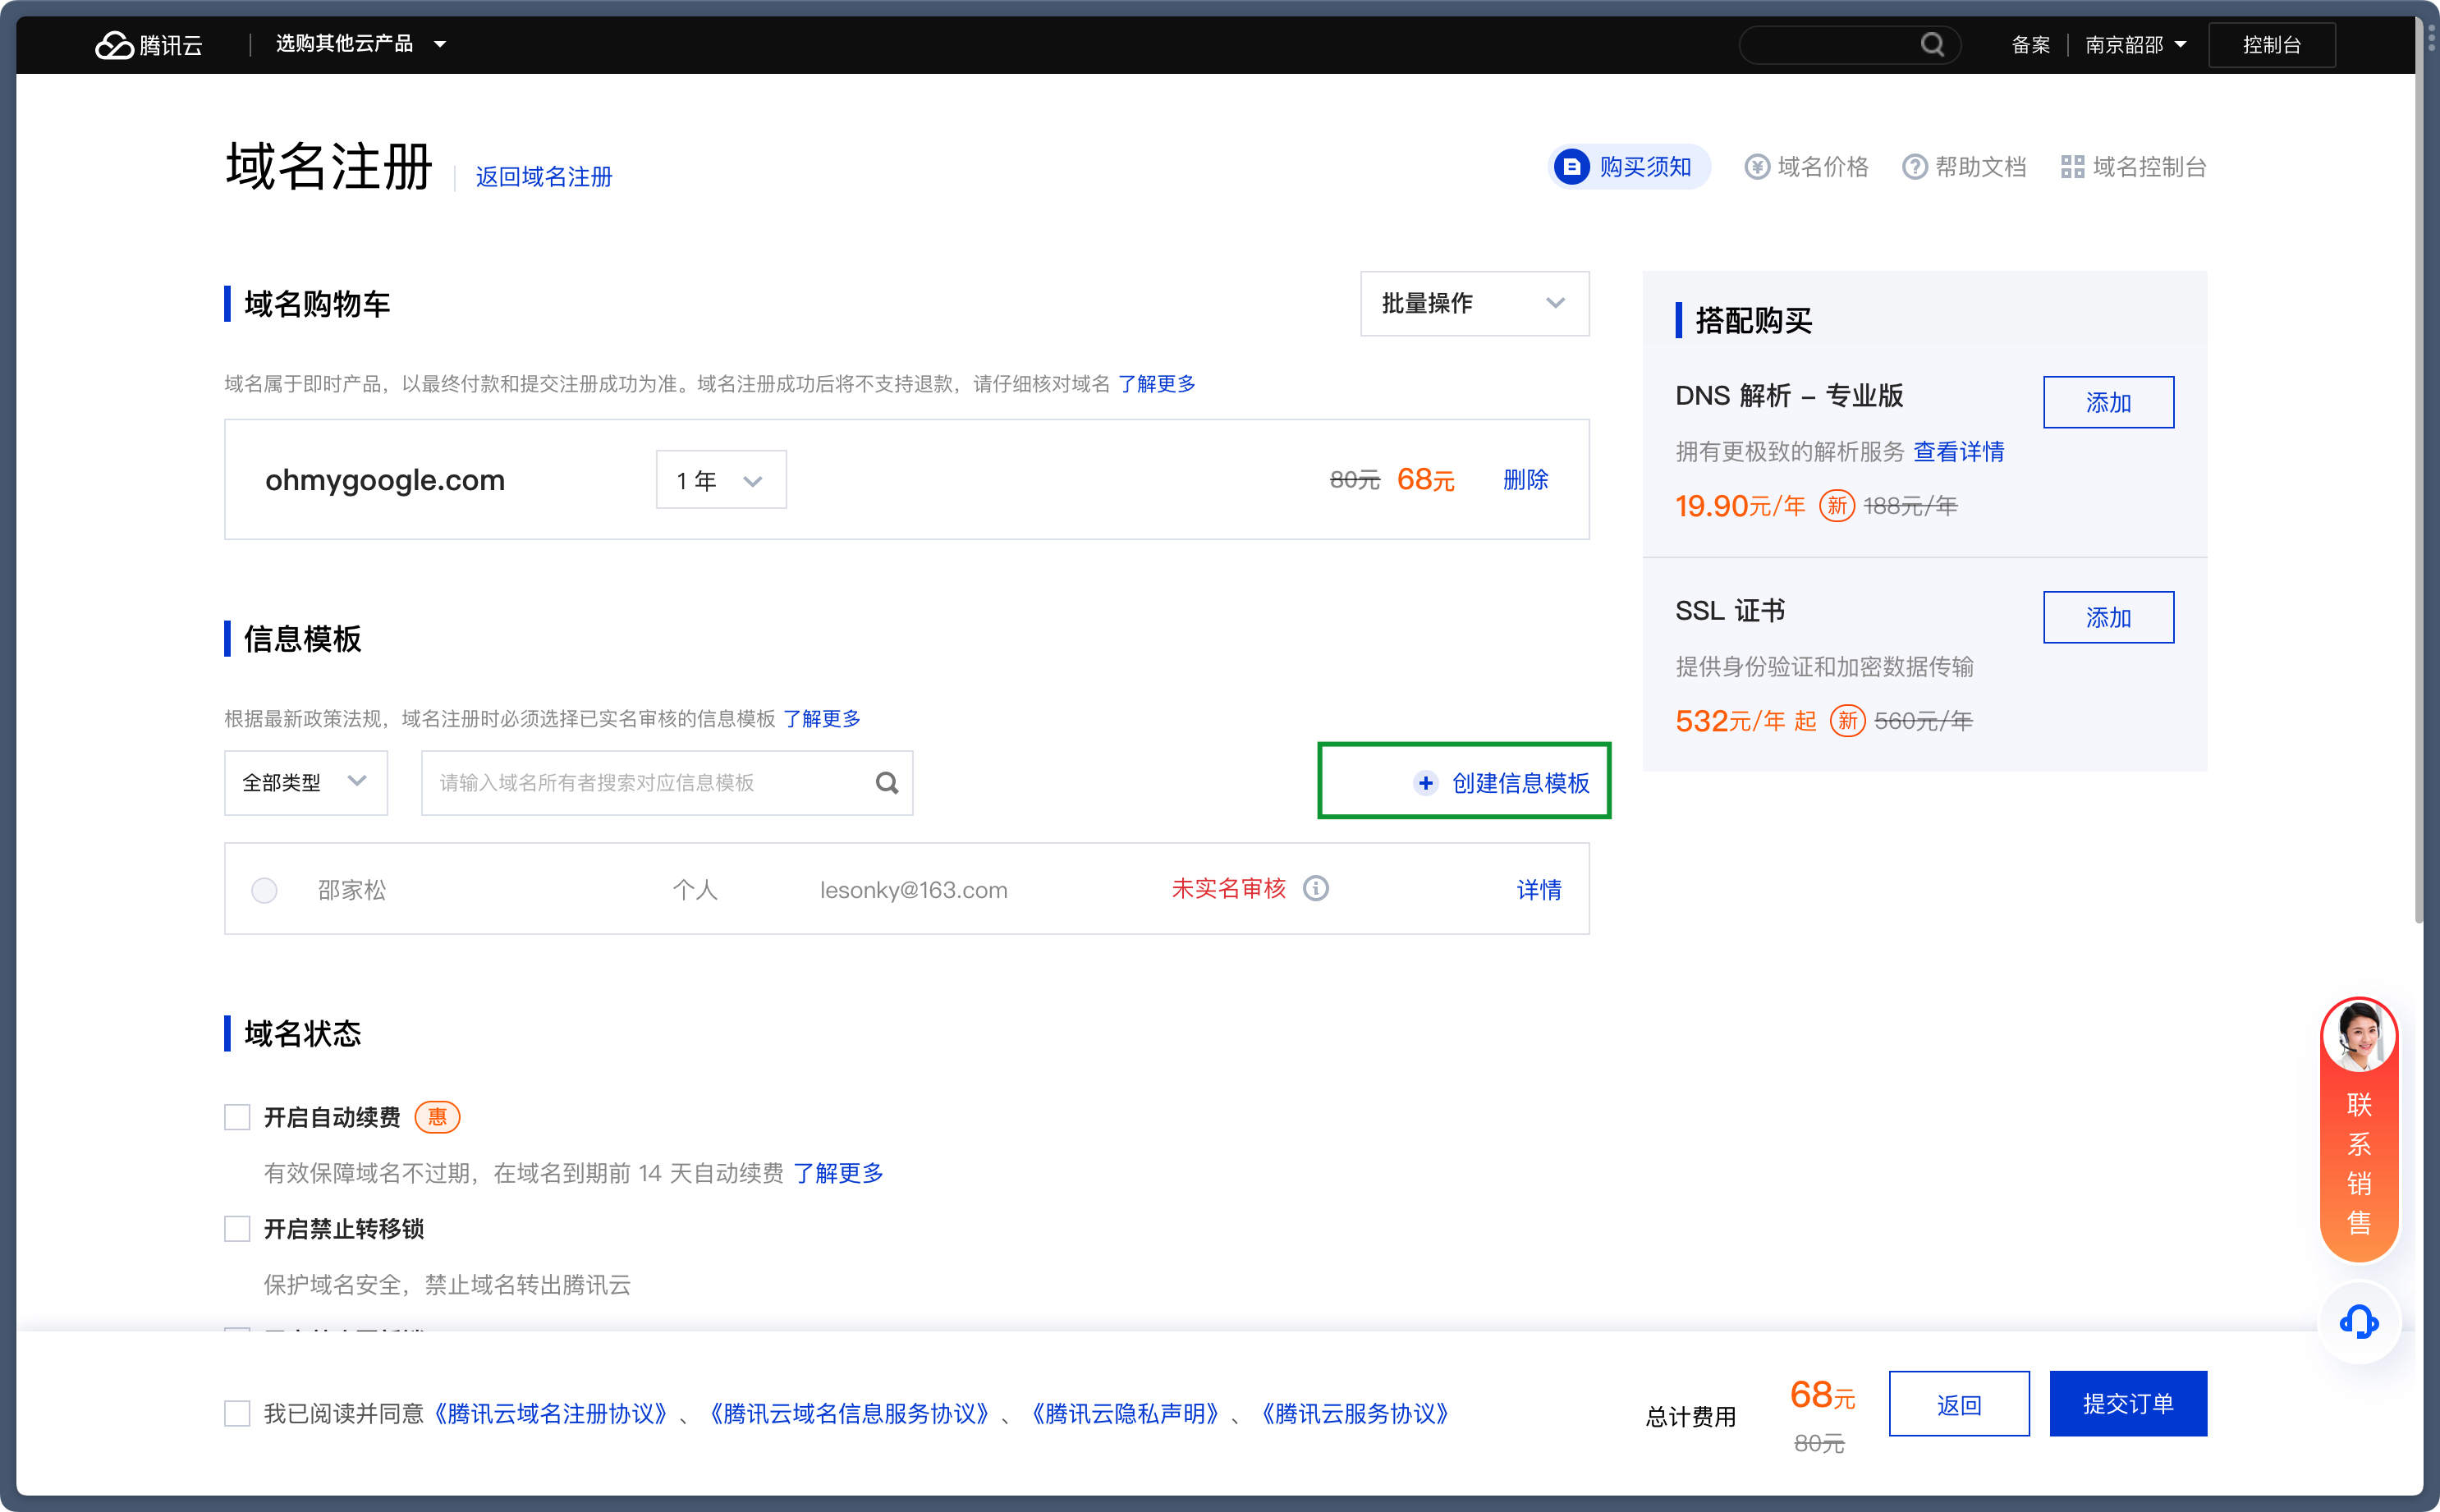 腾讯云
选购其他云产品
备案
南京韶邵
控制台
域名注册
返回域名注册
购买须知
域名价格
帮助文档
域名控制台
域名购物车
批量操作
域名属于即时产品，以最终付款和提交注册成功为准。域名注册成功后将不支持退款，请仔细核对域名 了解更多
ohmygoogle.com
1 年
80元 68元
删除
信息模板
根据最新政策法规，域名注册时必须选择已实名审核的信息模板 了解更多
全部类型
请输入域名所有者搜索对应信息模板
创建信息模板
邵家松
个人
lesonky@163.com
未实名审核
详情
域名状态
开启自动续费 惠
有效保障域名不过期，在域名到期前 14 天自动续费 了解更多
开启禁止转移锁
保护域名安全，禁止域名转出腾讯云
搭配购买
DNS 解析 – 专业版
添加
拥有更极致的解析服务 查看详情
19.90元/年 新 188元/年
SSL 证书
添加
提供身份验证和加密数据传输
532元/年 起 新 560元/年
联
系
销
售
我已阅读并同意《腾讯云域名注册协议》、《腾讯云域名信息服务协议》、《腾讯云隐私声明》、《腾讯云服务协议》
总计费用
68元
80元
返回
提交订单